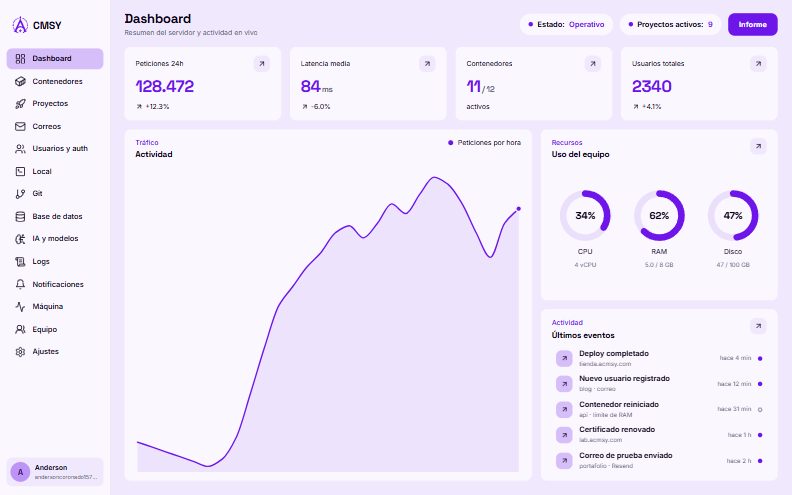 CMSY
Dashboard
Contenedores
Proyectos
Correos
Usuarios y auth
Local
Git
Base de datos
IA y modelos
Logs
Notificaciones
Máquina
Equipo
Ajustes
A
Anderson
andersoncoronado157...
Dashboard
Resumen del servidor y actividad en vivo
Estado: Operativo
Proyectos activos: 9
Informe
Peticiones 24h
128.472
+12.3%
Latencia media
84 ms
-6.0%
Contenedores
11 / 12
activos
Usuarios totales
2340
+4.1%
Tráfico
Actividad
Peticiones por hora
Recursos
Uso del equipo
34%
CPU
4 vCPU
62%
RAM
5.0 / 8 GB
47%
Disco
47 / 100 GB
Actividad
Últimos eventos
Deploy completado
tienda.acmsy.com
hace 4 min
Nuevo usuario registrado
blog · correo
hace 12 min
Contenedor reiniciado
api · límite de RAM
hace 31 min
Certificado renovado
lab.acmsy.com
hace 1 h
Correo de prueba enviado
portafolio · Resend
hace 2 h